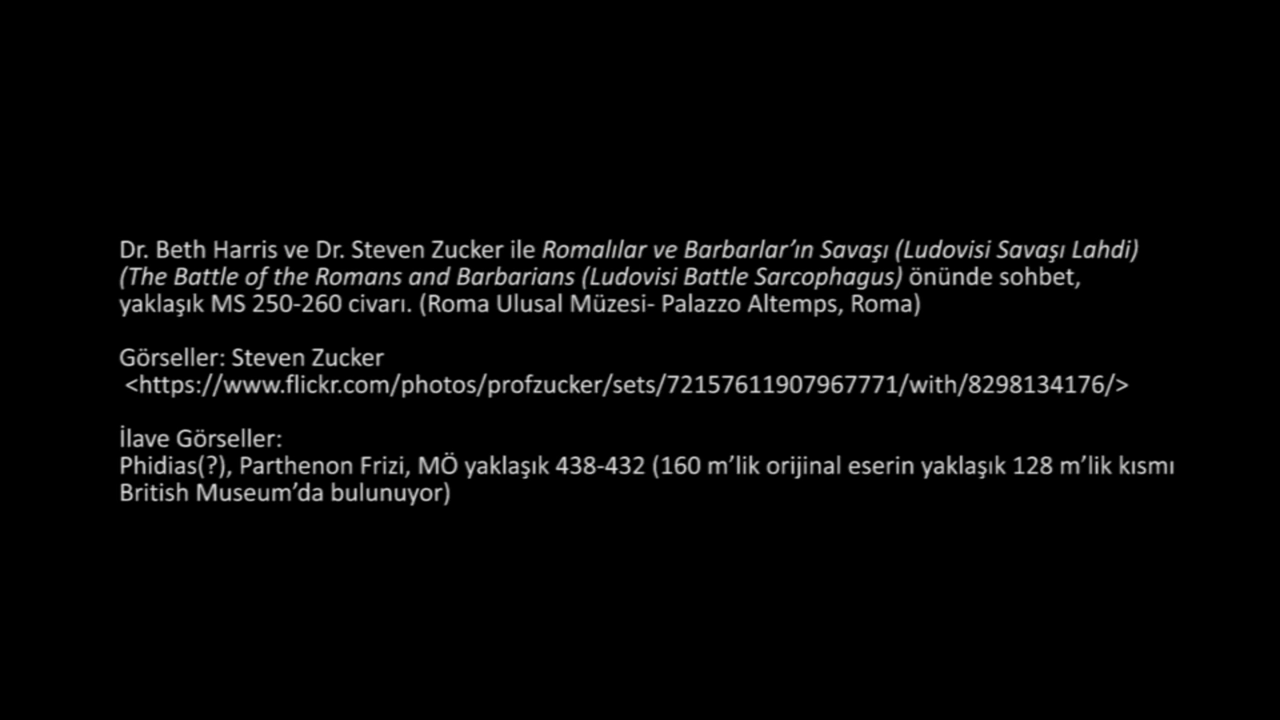 Dr. Beth Harris ve Dr. Steven Zucker ile Romalılar ve Barbarlar’ın Savaşı (Ludovisi Savaşı Lahdi)
(The Battle of the Romans and Barbarians (Ludovisi Battle Sarcophagus) önünde sohbet,
yaklaşık MS 250-260 civarı. (Roma Ulusal Müzesi- Palazzo Altemps, Roma)
Görseller: Steven Zucker
<https://www.flickr.com/photos/profzucker/sets/72157611907967771/with/8298134176/>
İlave Görseller:
Phidias(?), Parthenon Frizi, MÖ yaklaşık 438-432 (160 m’lik orijinal eserin yaklaşık 128 m’lik kısmı
British Museum’da bulunuyor)